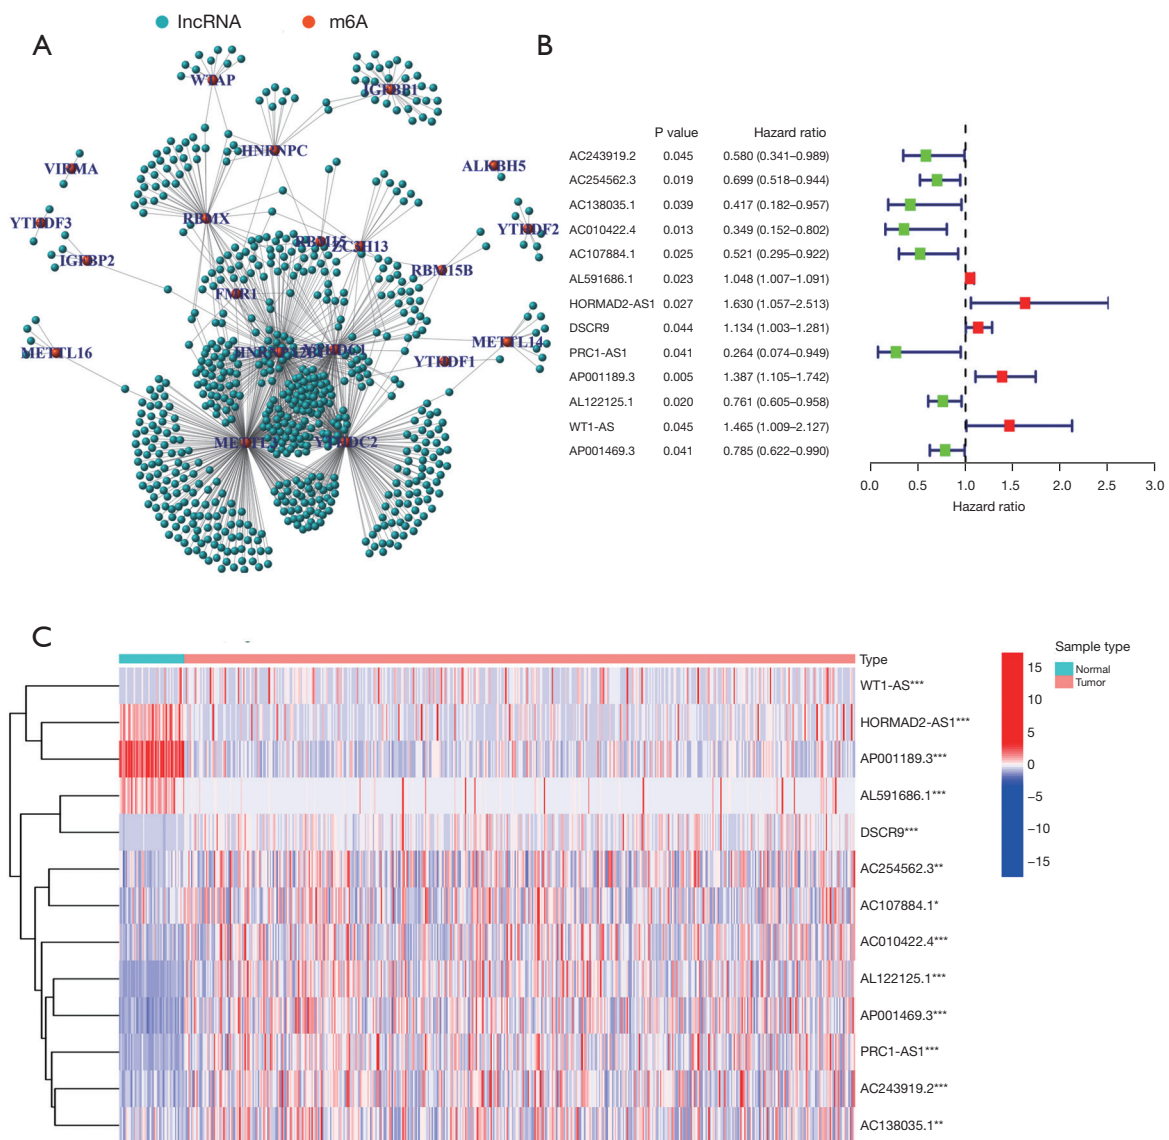 lncRNA m6A
A
WTAP
IGFBP1
HNRNPC
VIRMA
ALKBH5
RBMX
YTHDF3
YTHDF2
RBM15
ZC3H13
IGFBP2
RBM15B
FMR1
METTL16
METTL14
YTHDF1
METTL3
YTHDC2
B
P value Hazard ratio
AC243919.2 0.045 0.580 (0.341–0.989)
AC254562.3 0.019 0.699 (0.518–0.944)
AC138035.1 0.039 0.417 (0.182–0.957)
AC010422.4 0.013 0.349 (0.152–0.802)
AC107884.1 0.025 0.521 (0.295–0.922)
AL591686.1 0.023 1.048 (1.007–1.091)
HORMAD2-AS1 0.027 1.630 (1.057–2.513)
DSCR9 0.044 1.134 (1.003–1.281)
PRC1-AS1 0.041 0.264 (0.074–0.949)
AP001189.3 0.005 1.387 (1.105–1.742)
AL122125.1 0.020 0.761 (0.605–0.958)
WT1-AS 0.045 1.465 (1.009–2.127)
AP001469.3 0.041 0.785 (0.622–0.990)
0.0 0.5 1.0 1.5 2.0 2.5 3.0
Hazard ratio
C
Type
WT1-AS***
HORMAD2-AS1***
AP001189.3***
AL591686.1***
DSCR9***
AC254562.3**
AC107884.1*
AC010422.4***
AL122125.1***
AP001469.3***
PRC1-AS1***
AC243919.2***
AC138035.1**
15
10
5
0
−5
−10
−15
Sample type
Normal
Tumor